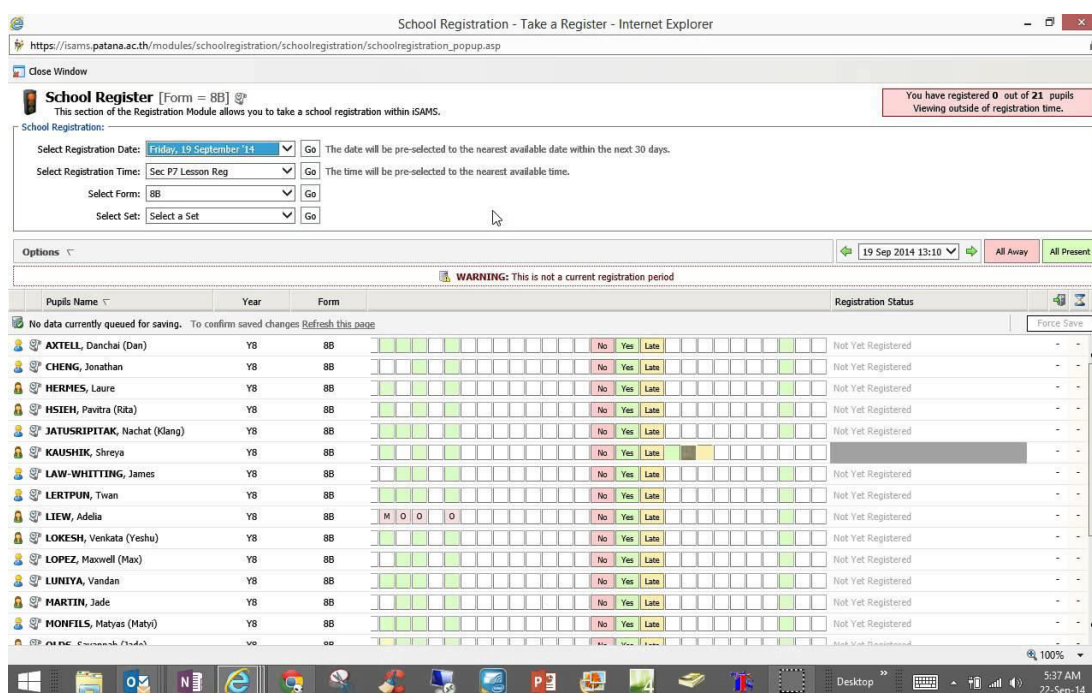 School Registration - Take a Register - Internet Explorer
https://isams.patana.ac.th/modules/schoolregistration/schoolregistration_popup.asp
Close Window
School Register [Form = 8B]
This section of the Registration Module allows you to take a school registration within iSAMS.
You have registered 0 out of 21 pupils
Viewing outside of registration time.
School Registration:
Select Registration Date: Friday, 19 September '14 Go The date will be pre-selected to the nearest available date within the next 30 days.
Select Registration Time: Sec P7 Lesson Reg Go The time will be pre-selected to the nearest available time.
Select Form: 8B Go
Select Set: Select a Set Go
Options 19 Sep 2014 13:10 All Away All Present
WARNING: This is not a current registration period
Pupils Name Year Form Registration Status
No data currently queued for saving. To confirm saved changes Refresh this page Force Save
AXTELL, Danchai (Dan) Y8 8B No Yes Late Not Yet Registered - -
CHENG, Jonathan Y8 8B No Yes Late Not Yet Registered - -
HERMES, Laure Y8 8B No Yes Late Not Yet Registered - -
HSIEH, Pavitra (Rita) Y8 8B No Yes Late Not Yet Registered - -
JATUSRIPITAK, Nachat (Klang) Y8 8B No Yes Late Not Yet Registered - -
KAUSHIK, Shreya Y8 8B No Yes Late - -
LAW-WHITTING, James Y8 8B No Yes Late Not Yet Registered - -
LERTPUN, Twan Y8 8B No Yes Late Not Yet Registered - -
LIEW, Adelia Y8 8B M O O O No Yes Late Not Yet Registered - -
LOKESH, Venkata (Yeshu) Y8 8B No Yes Late Not Yet Registered - -
LOPEZ, Maxwell (Max) Y8 8B No Yes Late Not Yet Registered - -
LUNIYA, Vandan Y8 8B No Yes Late Not Yet Registered - -
MARTIN, Jade Y8 8B No Yes Late Not Yet Registered - -
MONFILS, Matyas (Matyi) Y8 8B No Yes Late Not Yet Registered - -
100%
Desktop 5:37 AM
22-Sep-14